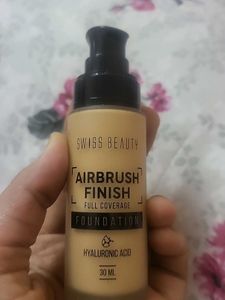 SWISS BEAUTY
AIRBRUSH
FINISH
FULL COVERAGE
FOUNDATION
HYALURONIC ACID
30 ML